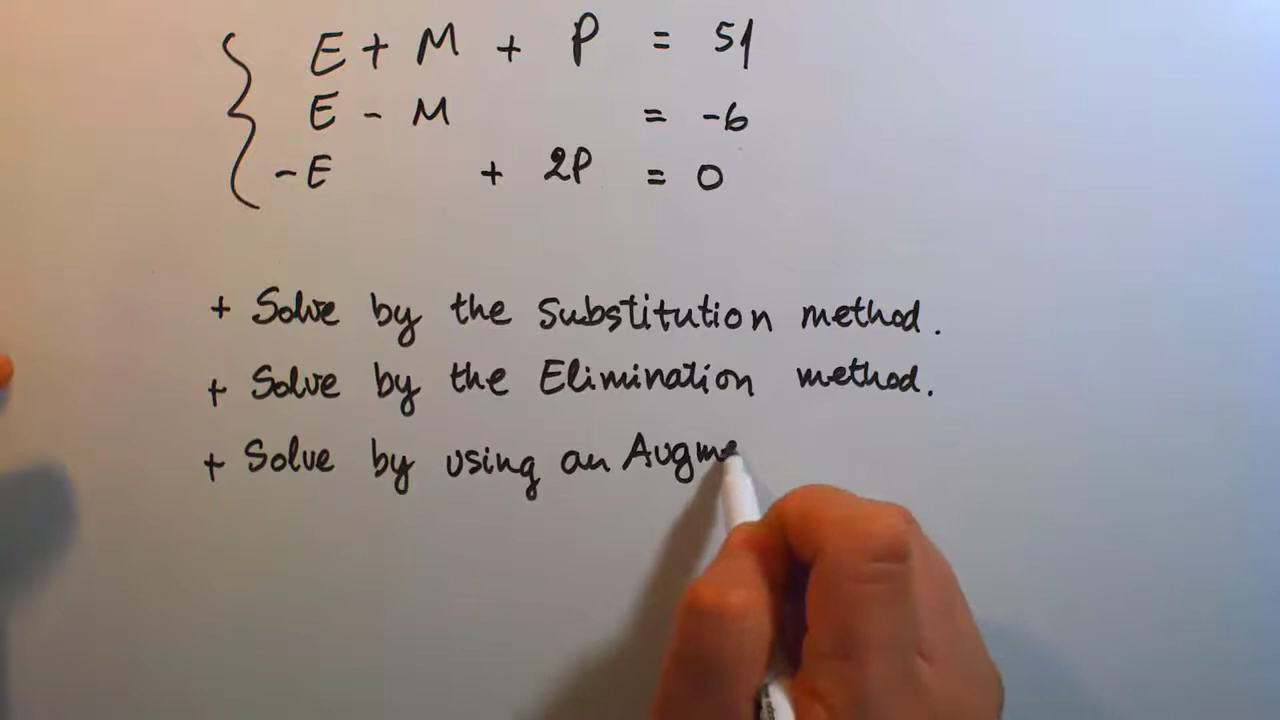 E + M + P = 51
E - M = -6
-E + 2P = 0
+ Solve by the Substitution method.
+ Solve by the Elimination method.
+ Solve by using an Augme